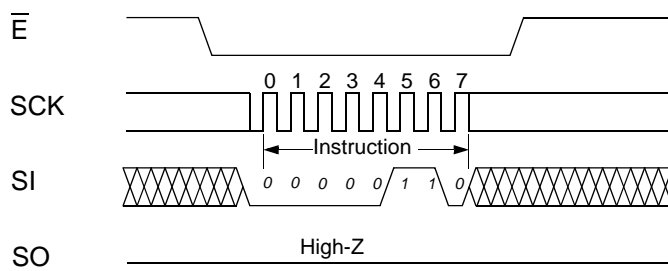 E
0 1 2 3 4 5 6 7
SCK
Instruction
SI 0 0 0 0 0 1 1 0
High-Z
SO